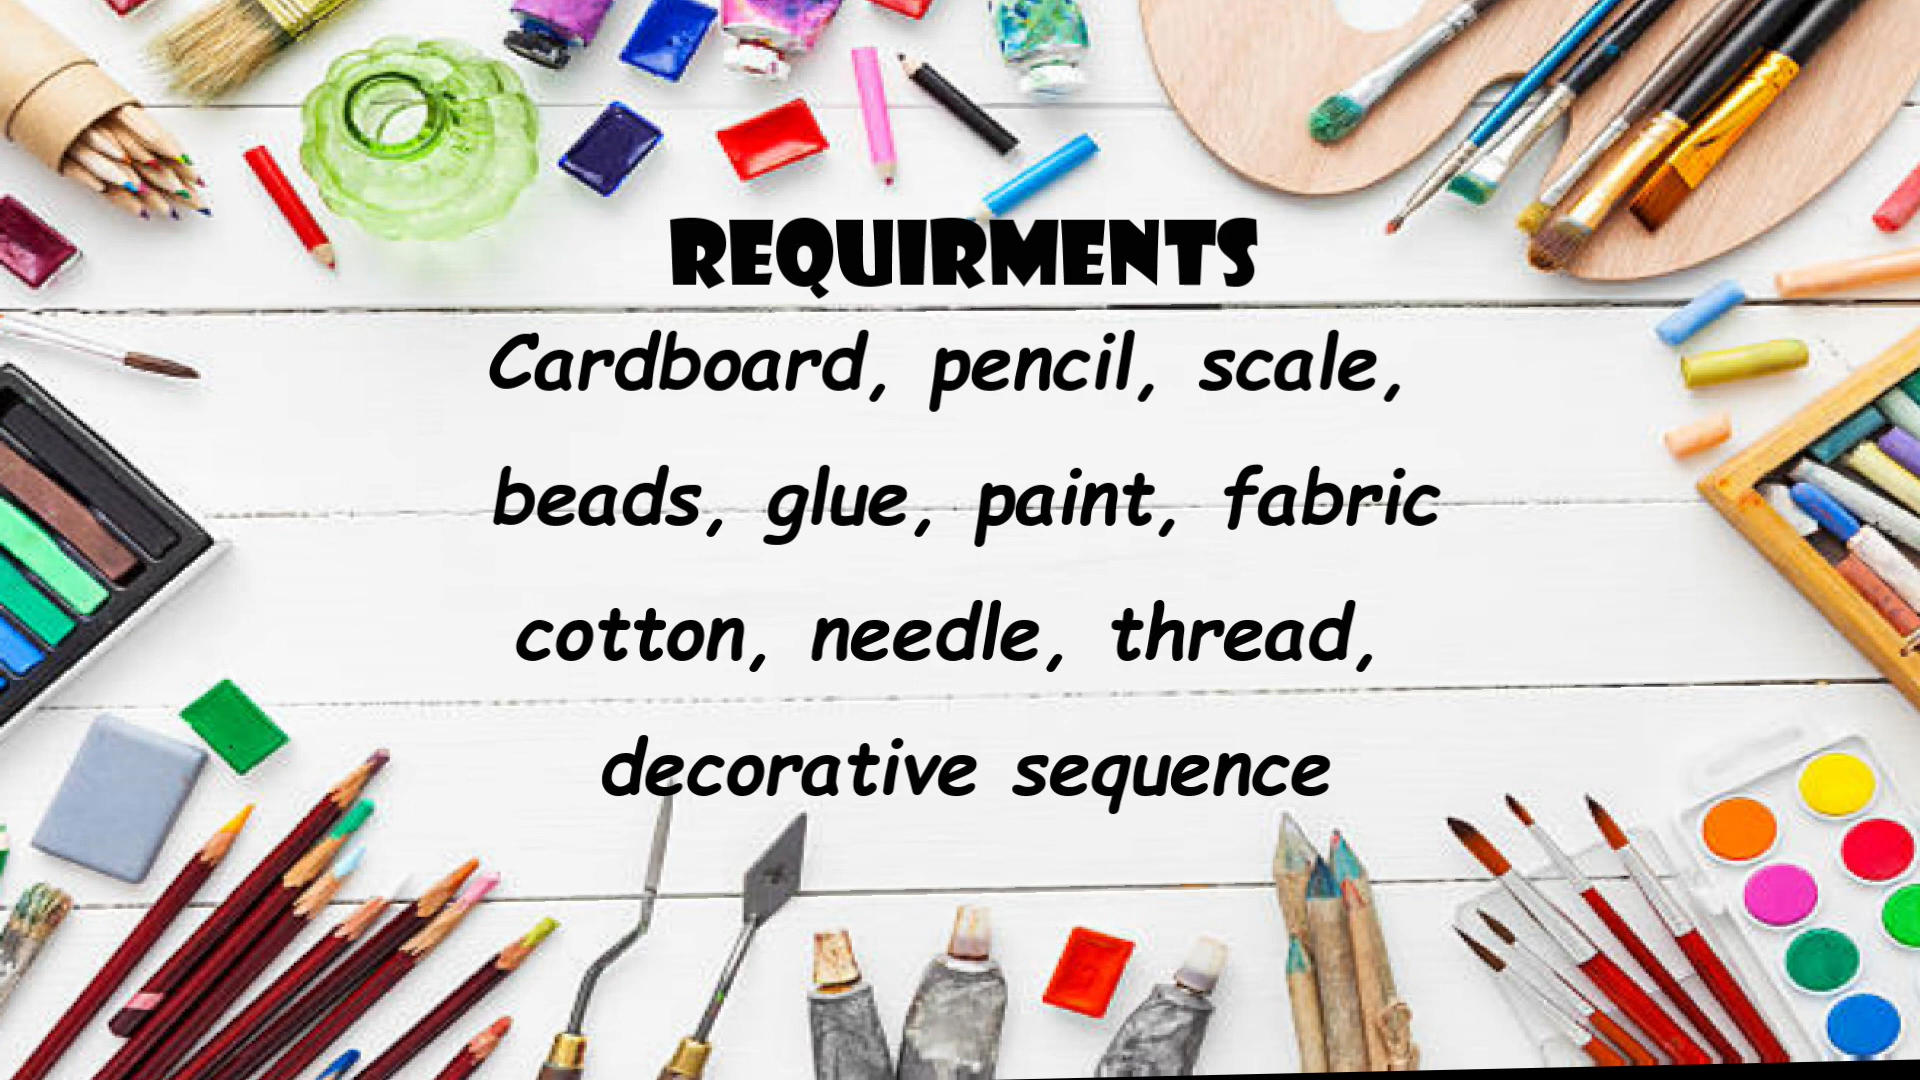 REQUIRMENTS
Cardboard, pencil, scale,
beads, glue, paint, fabric
cotton, needle, thread,
decorative sequence